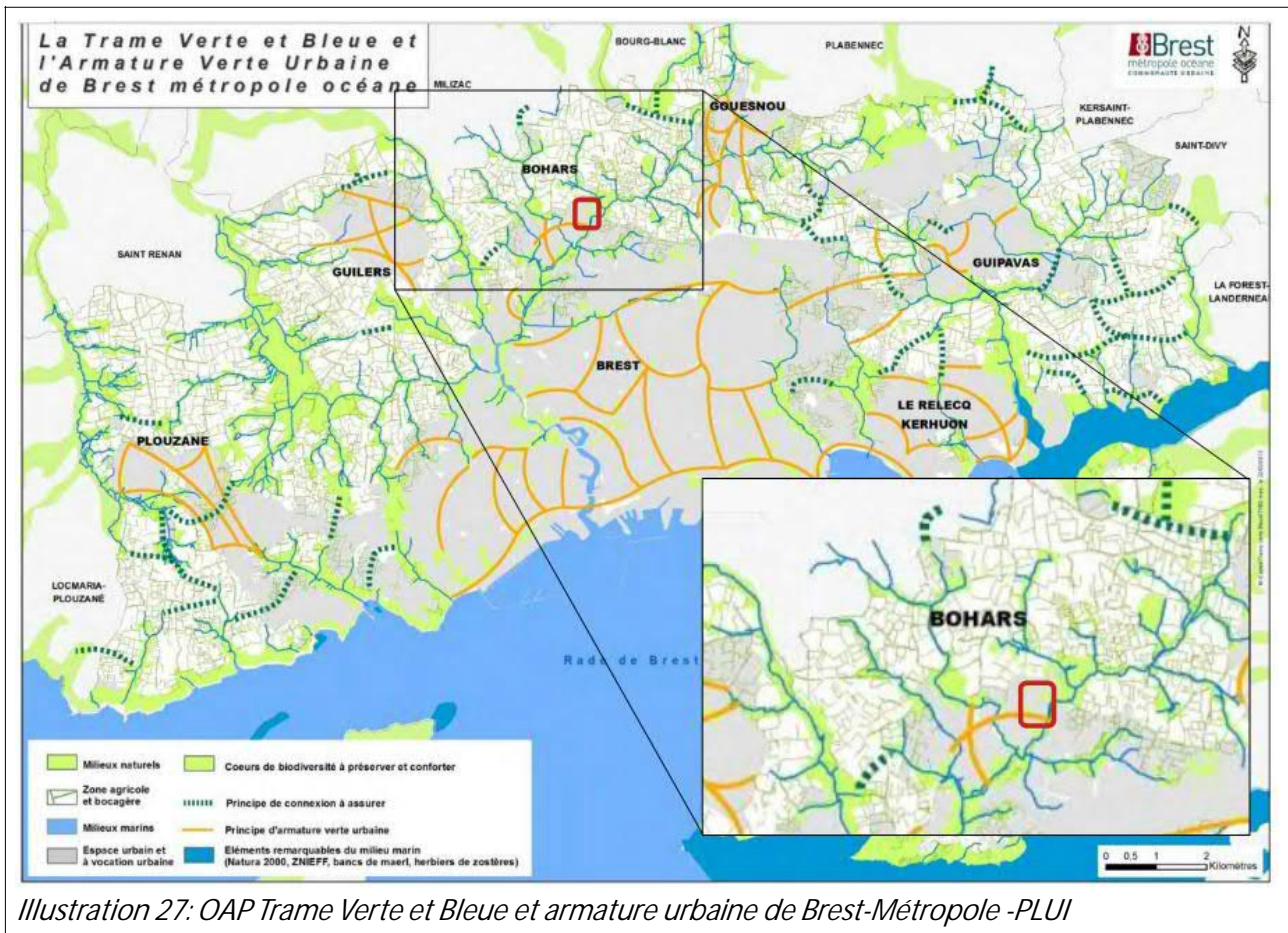 La Trame Verte et Bleue et
l'Armature Verte Urbaine
de Brest métropole océane
Brest
métropole océane
COMMUNAUTÉ URBAINE
N
BOURG-BLANC
PLABENNEC
MILIZAC
GOUESNOU
KERSAINT-
PLABENNEC
SAINT-DIVY
BOHARS
SAINT RENAN
GUILERS
GUIPAVAS
LA FOREST-
LANDERNEAU
BREST
LE RELECQ
KERHUON
PLOUZANE
LOCMARIA-
PLOUZANÉ
BOHARS
Rade de Brest
Milieux naturels
Coeurs de biodiversité à préserver et conforter
Zone agricole
et bocagère
Principe de connexion à assurer
Milieux marins
Principe d'armature verte urbaine
Espace urbain et
à vocation urbaine
Eléments remarquables du milieu marin
(Natura 2000, ZNIEFF, bancs de maerl, herbiers de zostères)
0 0,5 1 2
Kilomètres
Illustration 27: OAP Trame Verte et Bleue et armature urbaine de Brest-Métropole -PLUI